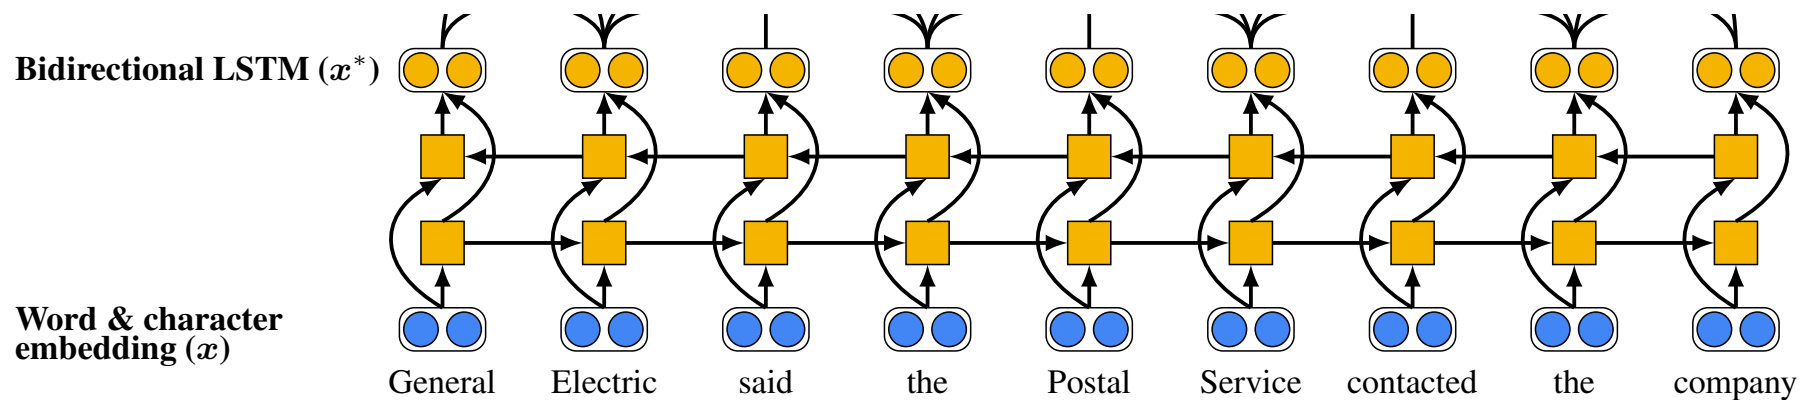 Bidirectional LSTM (x*)
Word & character
embedding (x)
General Electric said the Postal Service contacted the company